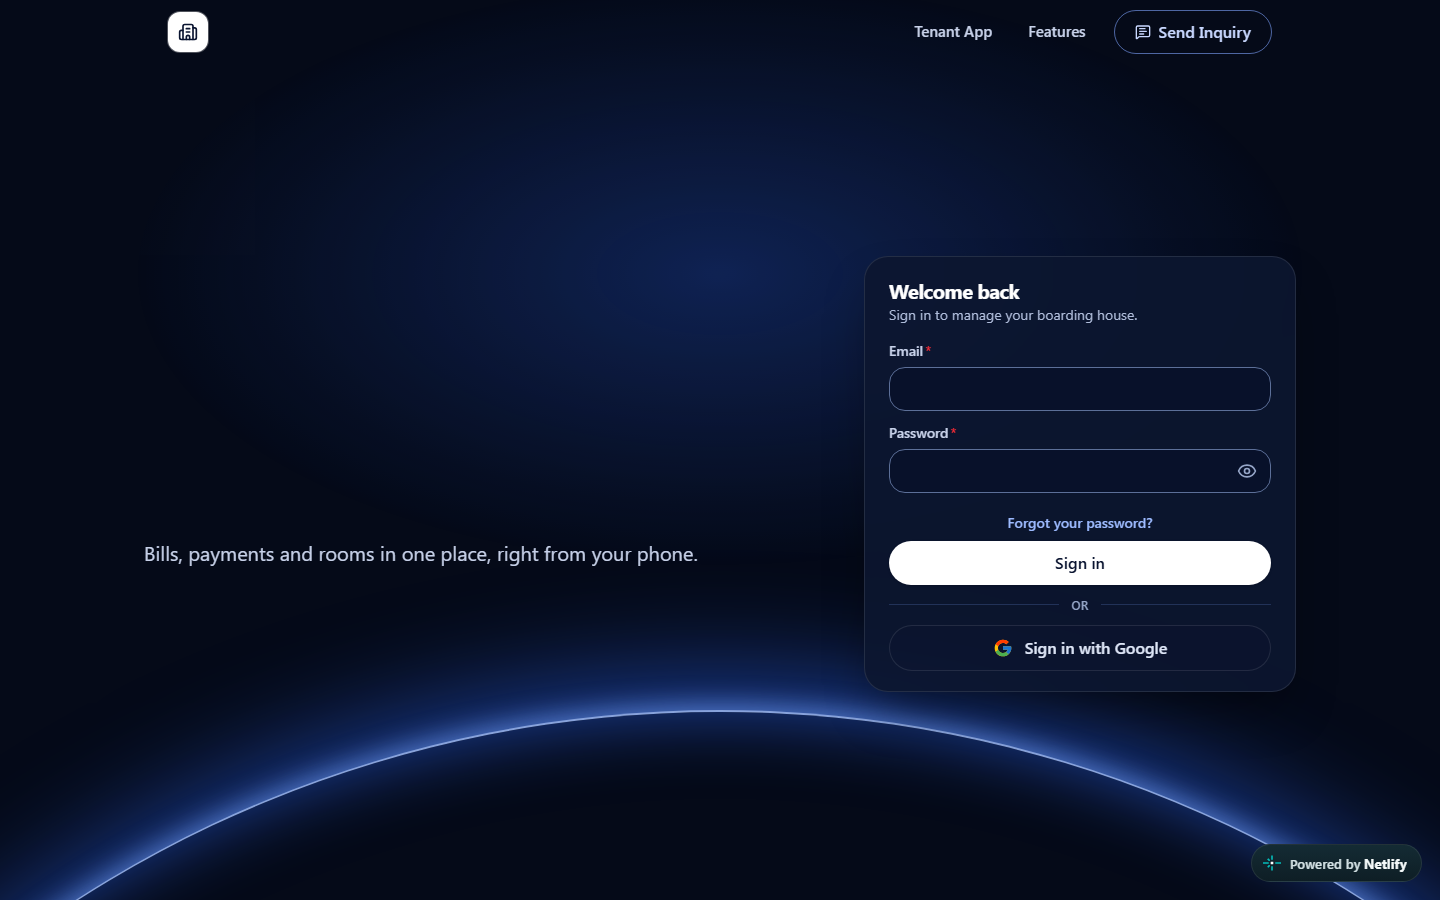 Tenant App
Features
Send Inquiry
Welcome back
Sign in to manage your boarding house.
Email *
Password *
Forgot your password?
Bills, payments and rooms in one place, right from your phone.
Sign in
OR
Sign in with Google
Powered by Netlify